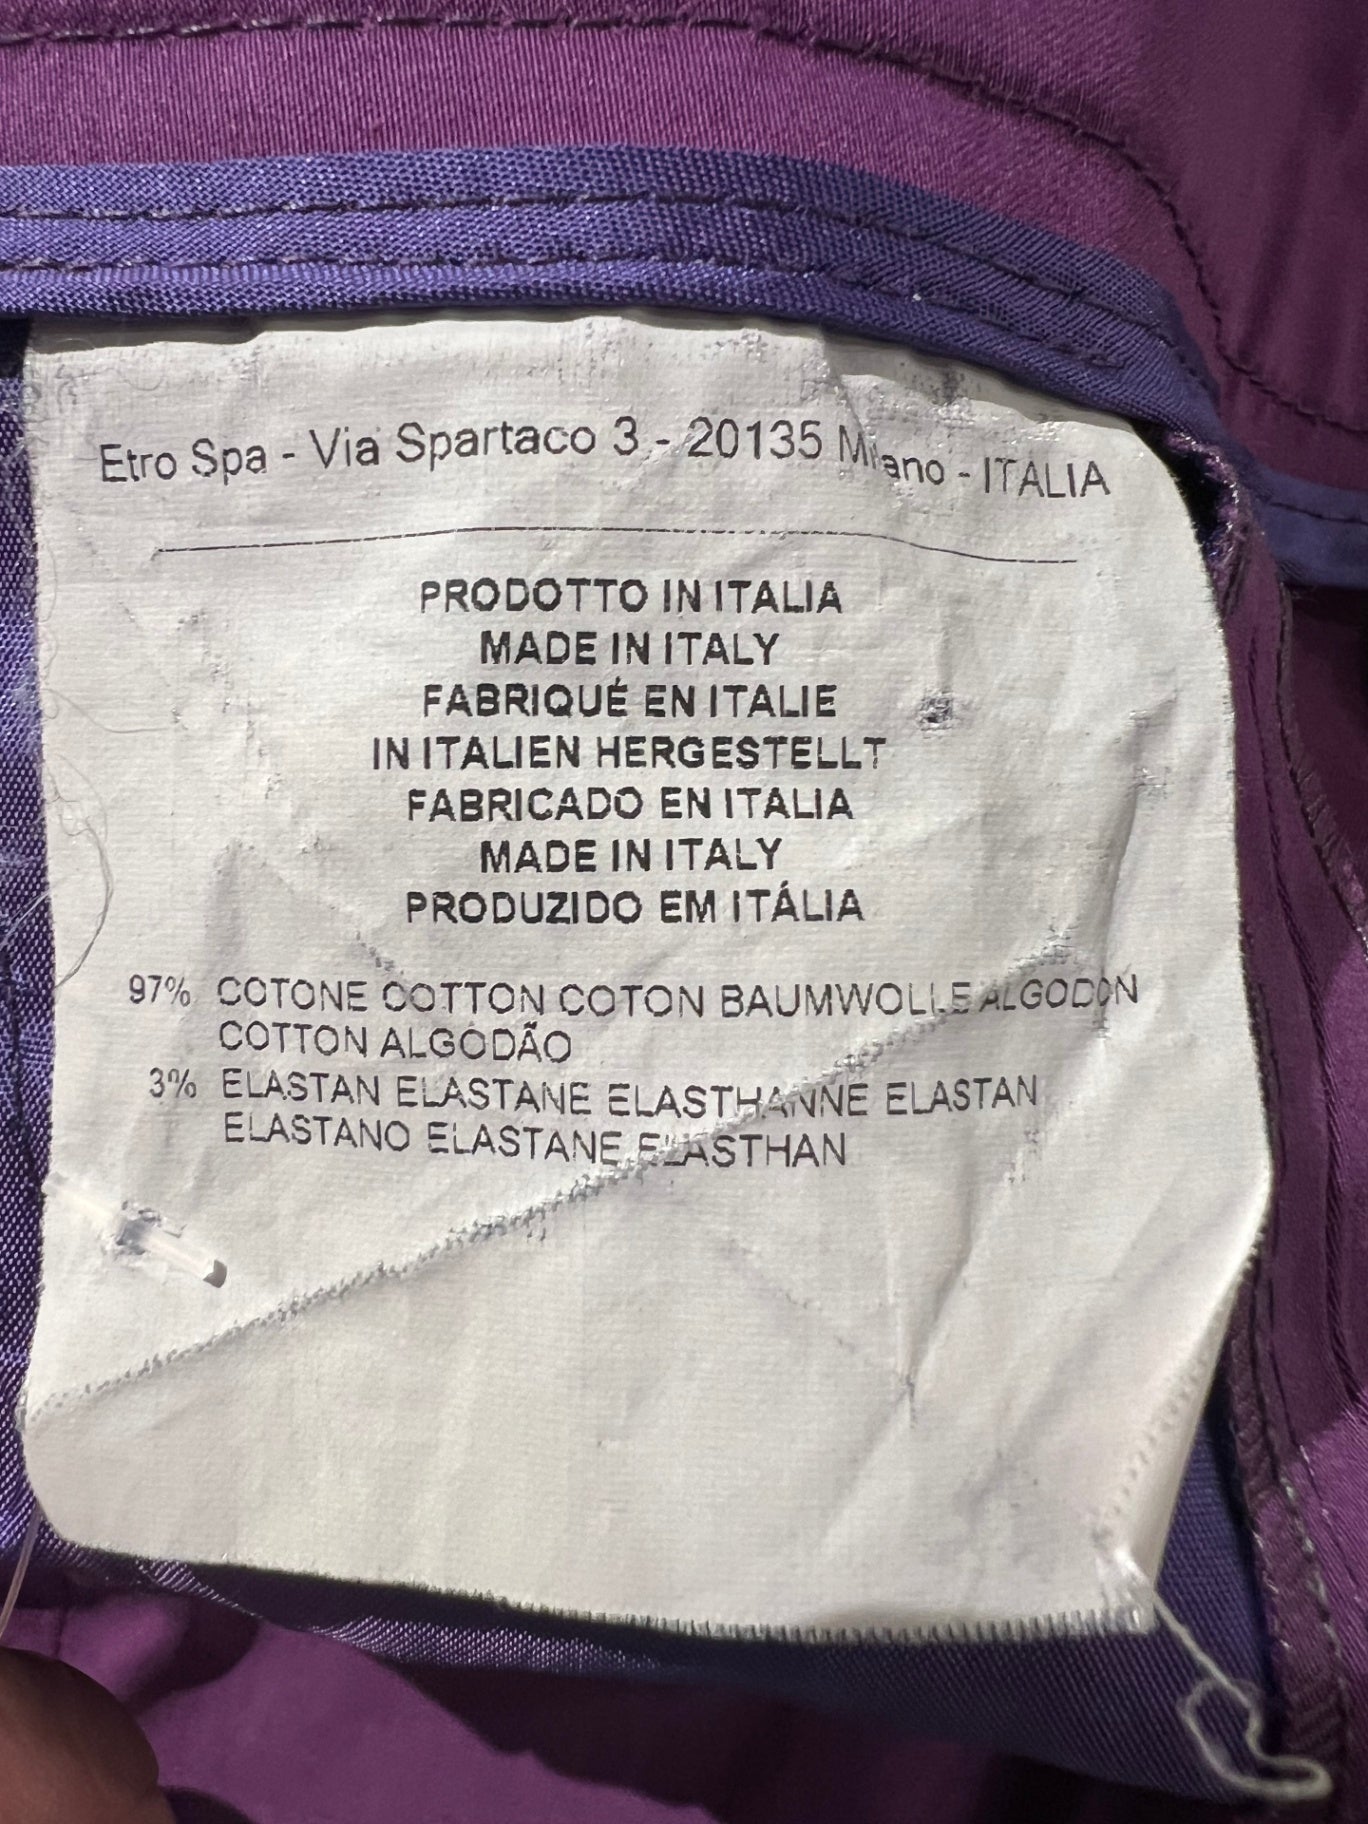 Etro Spa - Via Spartaco 3 - 20135 Milano - ITALIA
PRODOTTO IN ITALIA
MADE IN ITALY
FABRIQUÉ EN ITALIE
IN ITALIEN HERGESTELLT
FABRICADO EN ITALIA
MADE IN ITALY
PRODUZIDO EM ITÁLIA
97% COTONE COTTON COTON BAUMWOLLE ALGODON
COTTON ALGODÃO
3% ELASTAN ELASTANE ELASTHANNE ELASTAN
ELASTANO ELASTANE ELASTHAN